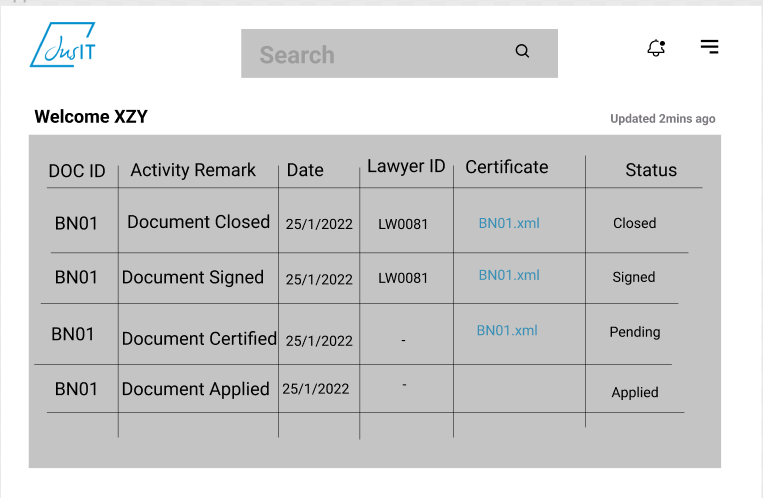 JusIT
Search
Welcome XZY
Updated 2mins ago
DOC ID Activity Remark Date Lawyer ID Certificate Status
BN01 Document Closed 25/1/2022 LW0081 BN01.xml Closed
BN01 Document Signed 25/1/2022 LW0081 BN01.xml Signed
BN01 Document Certified 25/1/2022 - BN01.xml Pending
BN01 Document Applied 25/1/2022 - Applied